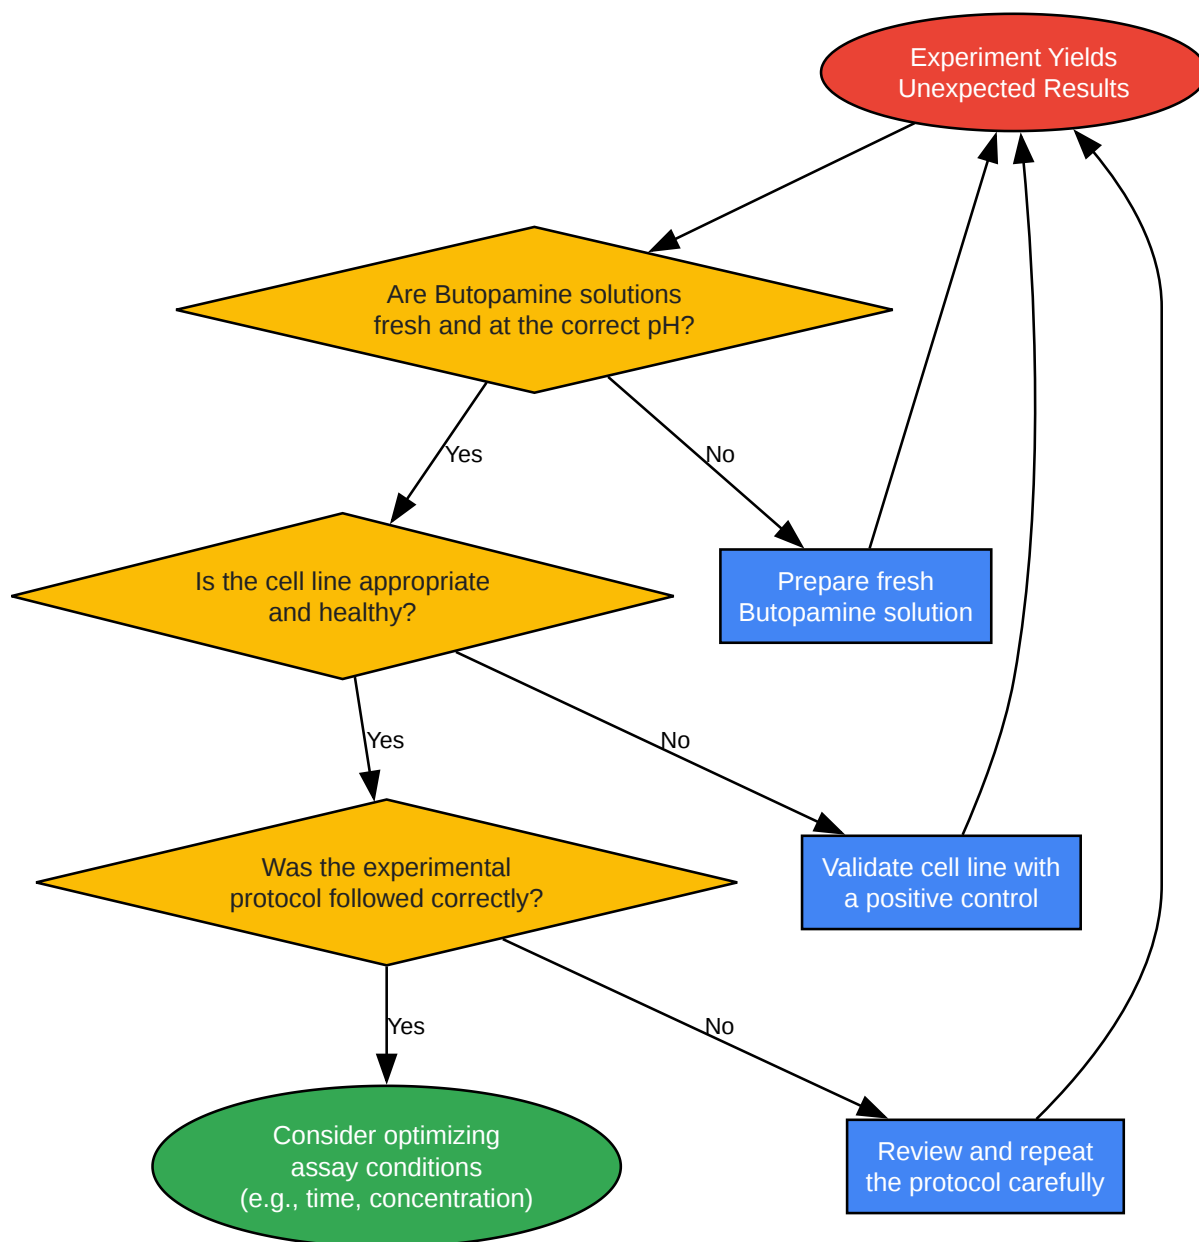 Experiment Yields
Unexpected Results
Are Butopamine solutions
fresh and at the correct pH?
Yes
No
Is the cell line appropriate
and healthy?
Prepare fresh
Butopamine solution
Yes
No
Was the experimental
protocol followed correctly?
Validate cell line with
a positive control
Yes
No
Consider optimizing
assay conditions
(e.g., time, concentration)
Review and repeat
the protocol carefully